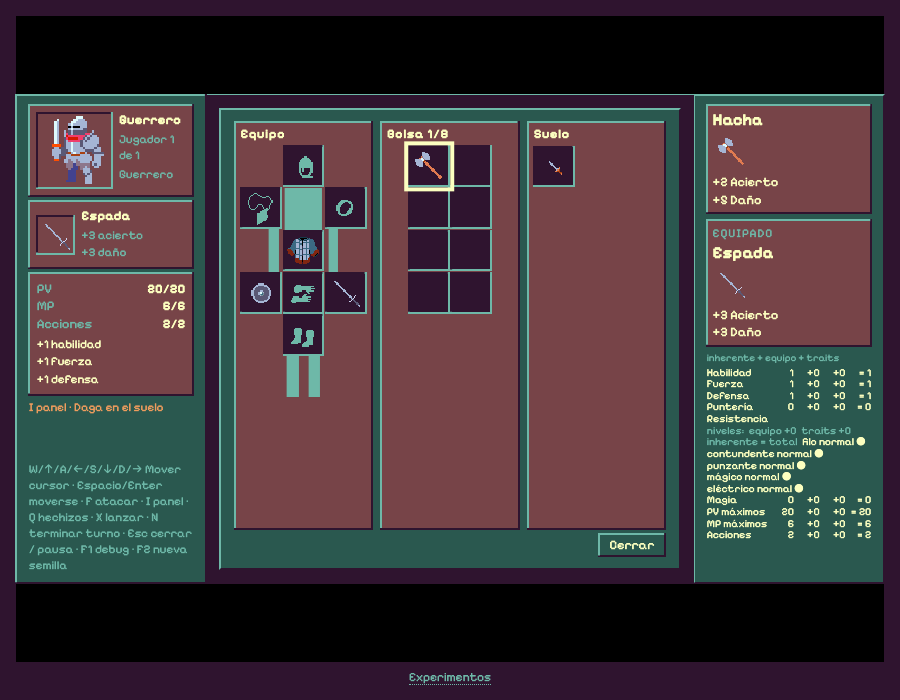 Guerrero
Jugador 1
de 1
Guerrero
Espada
+3 acierto
+3 daño
PV 20/20
MP 6/6
Acciones 2/2
+1 habilidad
+1 fuerza
+1 defensa
I panel · Daga en el suelo
W/↑/A/←/S/↓/D/→ Mover
cursor · Espacio/Enter
moverse · F atacar · I panel ·
Q hechizos · X lanzar · N
terminar turno · Esc cerrar
/ pausa · F1 debug · F2 nueva
semilla
Equipo
Bolsa 1/8
Suelo
Cerrar
Hacha
+2 Acierto
EQUIPADO
Espada
+3 Acierto
+3 Daño
inherente + equipo + traits
Habilidad 1 +0 +0 = 1
Fuerza 1 +0 +0 = 1
Defensa 1 +0 +0 = 1
Puntería 0 +0 +0 = 0
Resistencia
niveles: equipo +0 traits +0
inherente = total filo normal
contundente normal
punzante normal
mágico normal
eléctrico normal
Magia 0 +0 +0 = 0
PV máximos 20 +0 +0 = 20
MP máximos 6 +0 +0 = 6
Acciones 2 +0 +0 = 2
Experimentos